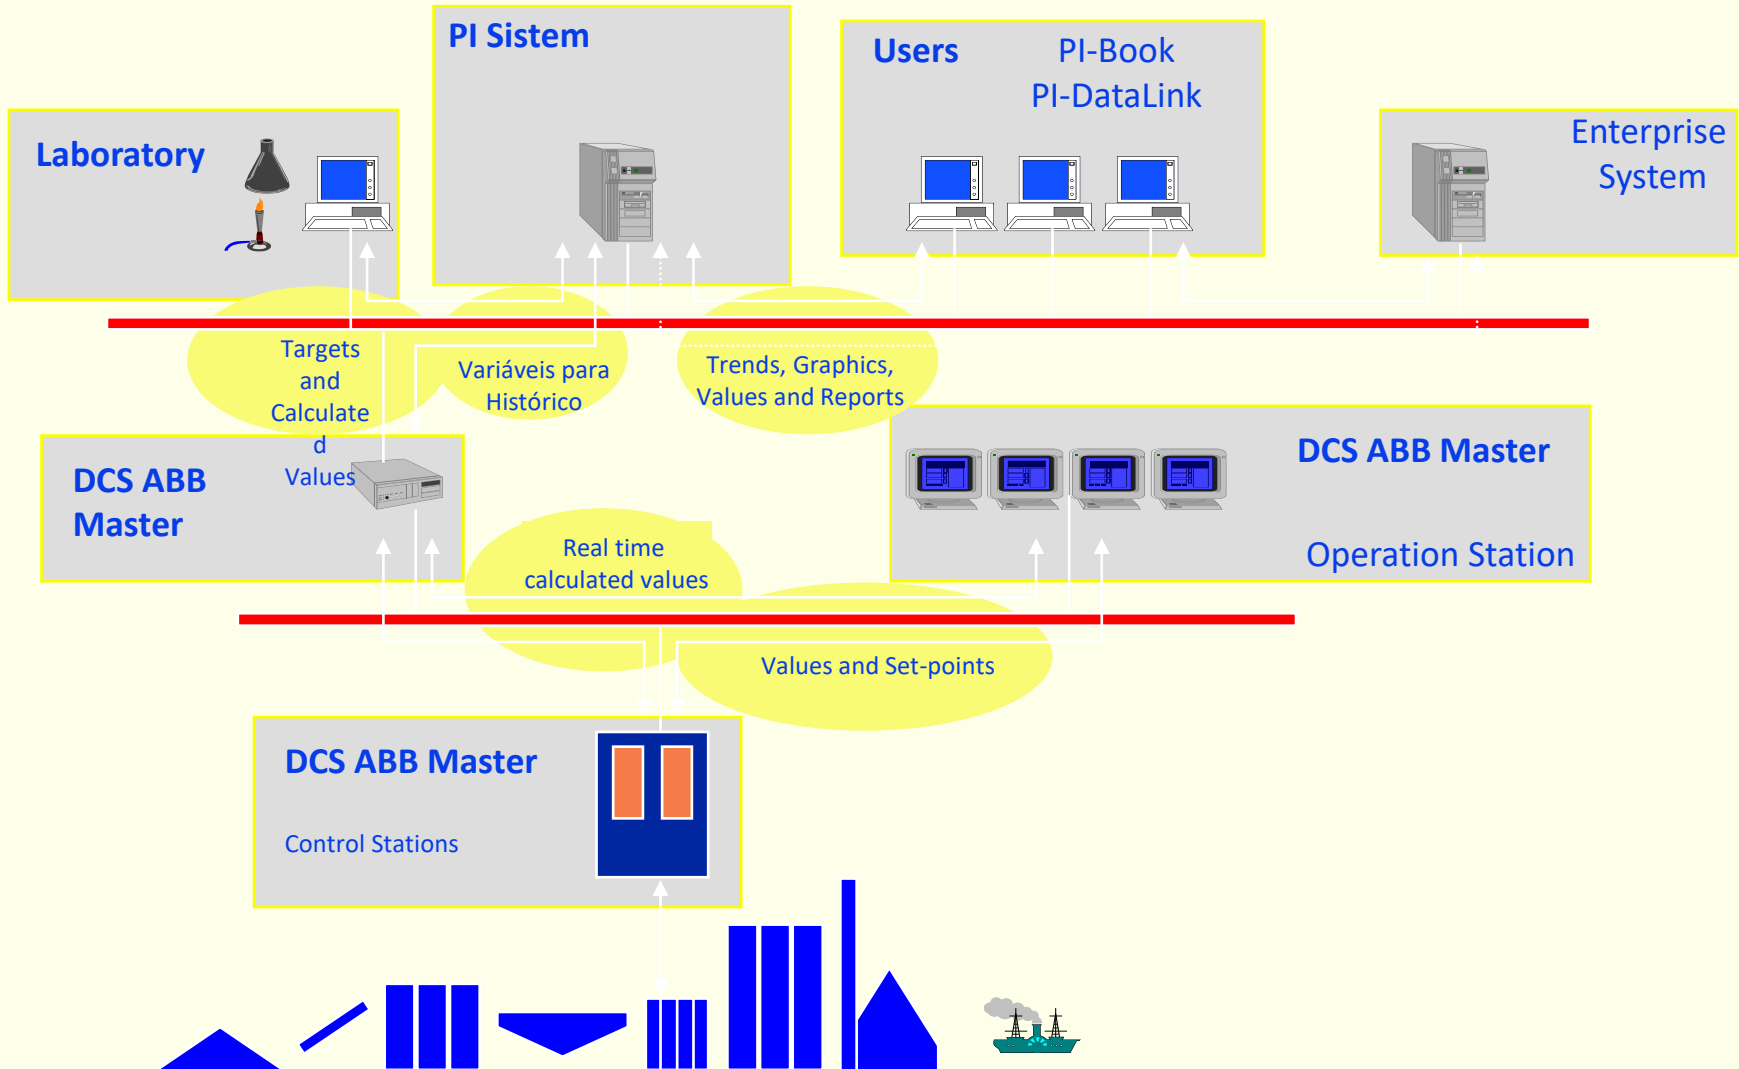 PI Sistem
Users
PI-Book
PI-DataLink
Enterprise
System
Laboratory
Targets
and
Calculate
d
Values
Variáveis para
Histórico
Trends, Graphics,
Values and Reports
DCS ABB
Master
DCS ABB Master
Operation Station
Real time
calculated values
Values and Set-points
DCS ABB Master
Control Stations